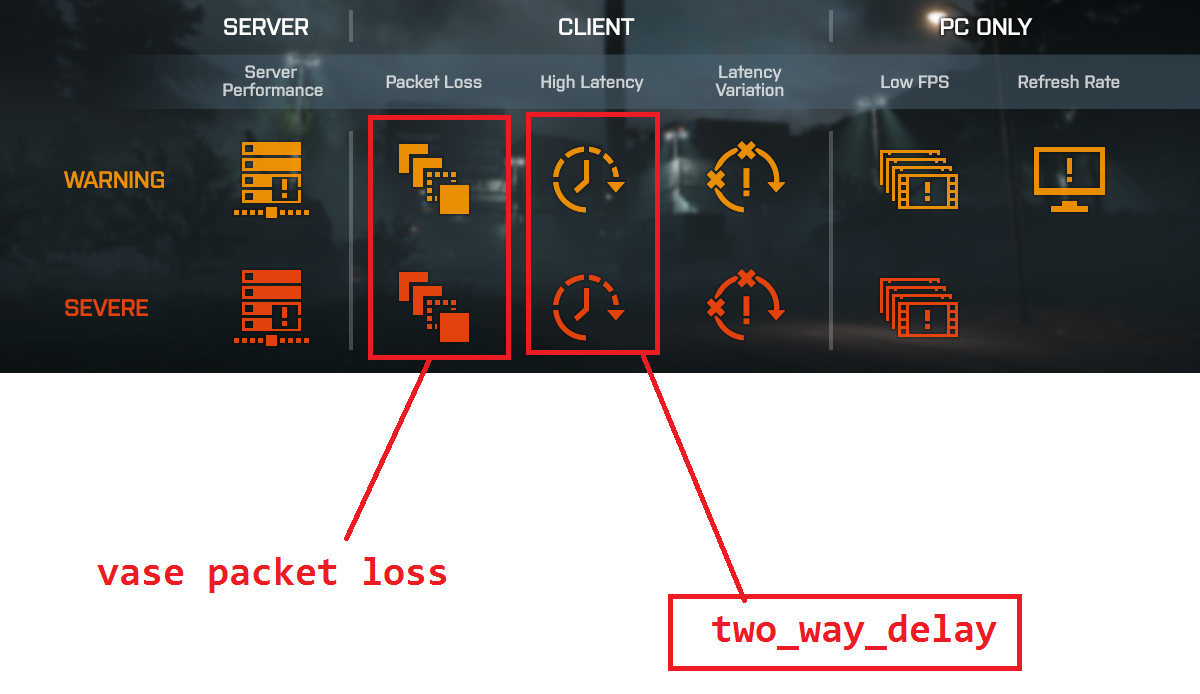 SERVER
CLIENT
PC ONLY
Server
Performance
Packet Loss
High Latency
Latency
Variation
Low FPS
Refresh Rate
WARNING
SEVERE
vase packet loss
two_way_delay